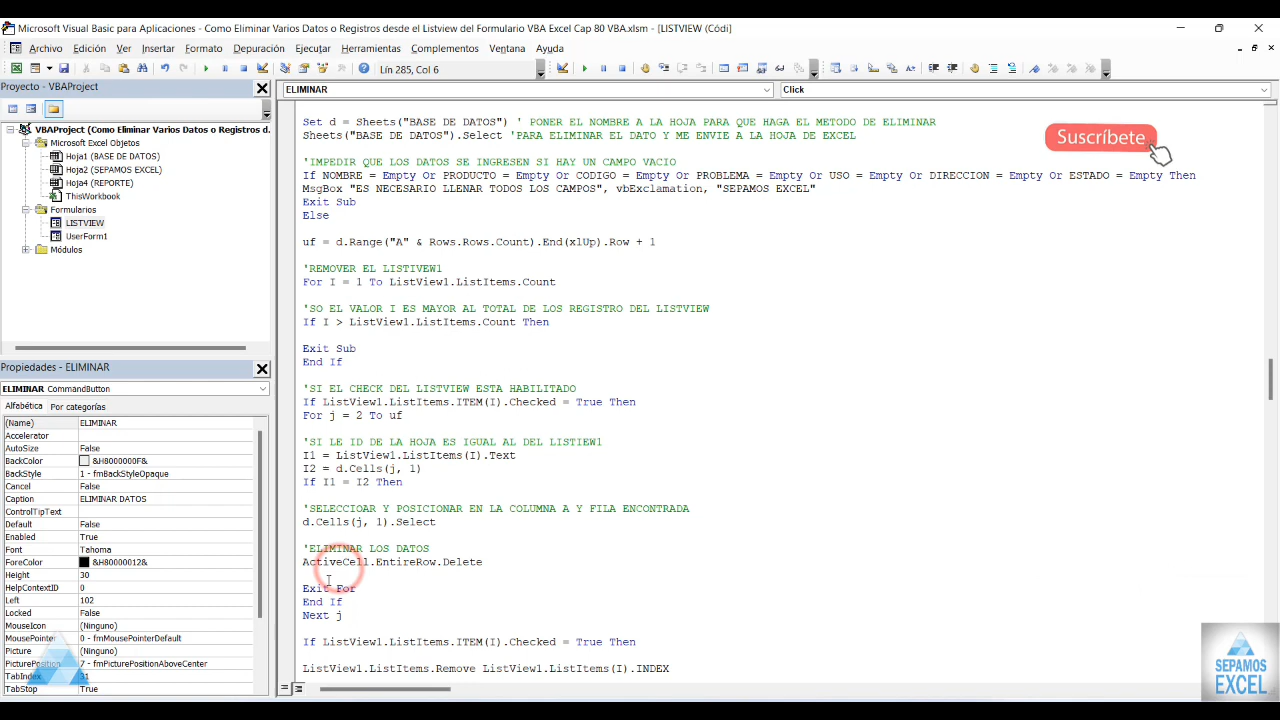 Microsoft Visual Basic para Aplicaciones - Como Eliminar Varios Datos o Registros desde el Listview del Formulario VBA Excel Cap 80 VBA.xlsm - [LISTVIEW (Códi]
Archivo Edición Ver Insertar Formato Depuración Ejecutar Herramientas Complementos Ventana Ayuda
Lín 285, Col 6
Proyecto - VBAProject
ELIMINAR
Click
VBAProject (Como Eliminar Varios Datos o Registros d.
Microsoft Excel Objetos
Hoja1 (BASE DE DATOS)
Hoja2 (SEPAMOS EXCEL)
Hoja4 (REPORTE)
ThisWorkbook
Formularios
LISTVIEW
UserForm1
Módulos
Propiedades - ELIMINAR
ELIMINAR CommandButton
Alfabética Por categorías
(Name) ELIMINAR
Accelerator
AutoSize False
BackColor &H8000000F&
BackStyle 1 - fmBackStyleOpaque
Cancel False
Caption ELIMINAR DATOS
ControlTipText
Default False
Enabled True
Font Tahoma
ForeColor &H80000012&
Height 30
HelpContextID 0
Left 102
Locked False
MouseIcon (Ninguno)
MousePointer 0 - fmMousePointerDefault
Picture (Ninguno)
PicturePosition 7 - fmPicturePositionAboveCenter
TabIndex 31
TabStop True
Set d = Sheets("BASE DE DATOS") ' PONER EL NOMBRE A LA HOJA PARA QUE HAGA EL METODO DE ELIMINAR
Sheets("BASE DE DATOS").Select 'PARA ELIMINAR EL DATO Y ME ENVIE A LA HOJA DE EXCEL
'IMPEDIR QUE LOS DATOS SE INGRESEN SI HAY UN CAMPO VACIO
If NOMBRE = Empty Or PRODUCTO = Empty Or CODIGO = Empty Or PROBLEMA = Empty Or USO = Empty Or DIRECCION = Empty Or ESTADO = Empty Then
MsgBox "ES NECESARIO LLENAR TODOS LOS CAMPOS", vbExclamation, "SEPAMOS EXCEL"
Exit Sub
Else
uf = d.Range("A" & Rows.Rows.Count).End(xlUp).Row + 1
'REMOVER EL LISTIVEW1
For I = 1 To ListView1.ListItems.Count
'SO EL VALOR I ES MAYOR AL TOTAL DE LOS REGISTRO DEL LISTVIEW
If I > ListView1.ListItems.Count Then
Exit Sub
End If
'SI EL CHECK DEL LISTVIEW ESTA HABILITADO
If ListView1.ListItems.ITEM(I).Checked = True Then
For j = 2 To uf
'SI LE ID DE LA HOJA ES IGUAL AL DEL LISTIEW1
I1 = ListView1.ListItems(I).Text
I2 = d.Cells(j, 1)
If I1 = I2 Then
'SELECCIOAR Y POSICIONAR EN LA COLUMNA A Y FILA ENCONTRADA
d.Cells(j, 1).Select
'ELIMINAR LOS DATOS
ActiveCell.EntireRow.Delete
Exit For
End If
Next j
If ListView1.ListItems.ITEM(I).Checked = True Then
ListView1.ListItems.Remove ListView1.ListItems(I).INDEX
Suscríbete
SEPAMOS
EXCEL